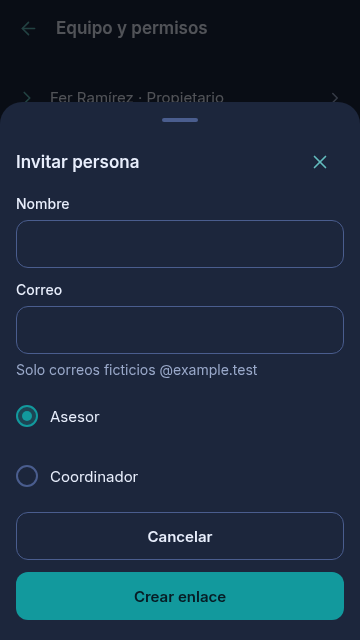 Equipo y permisos
Fer Ramírez · Propietario
Invitar persona
Nombre
Correo
Solo correos ficticios @example.test
Asesor
Coordinador
Cancelar
Crear enlace